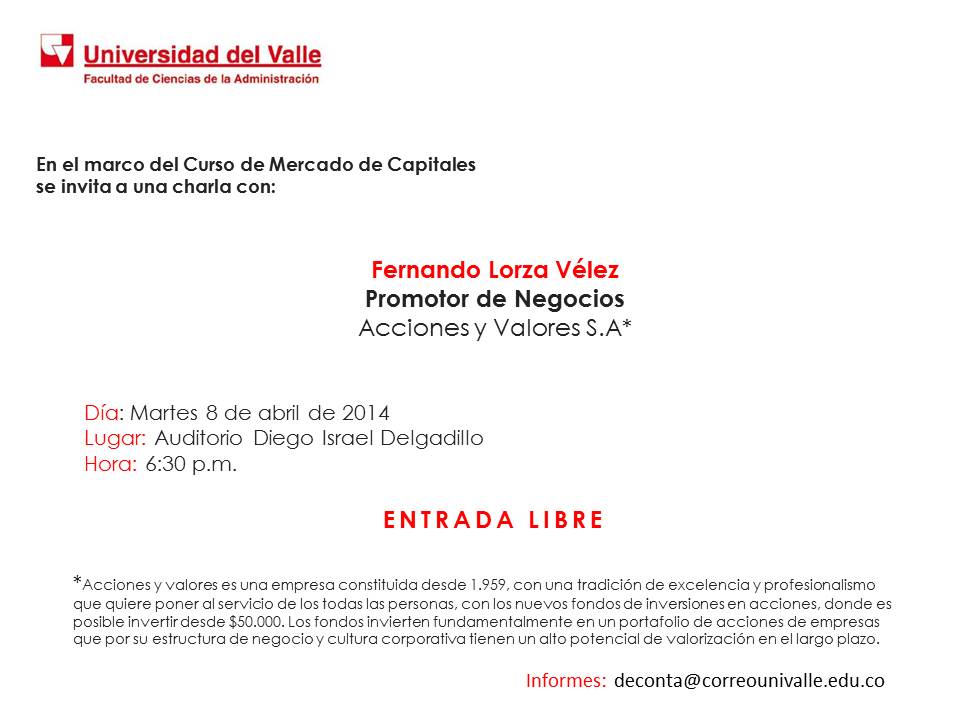 Universidad del Valle
Facultad de Ciencias de la Administración
En el marco del Curso de Mercado de Capitales
se invita a una charla con:
Fernando Lorza Vélez
Promotor de Negocios
Acciones y Valores S.A*
Día: Martes 8 de abril de 2014
Lugar: Auditorio Diego Israel Delgadillo
Hora: 6:30 p.m.
ENTRADA LIBRE
*Acciones y valores es una empresa constituida desde 1.959, con una tradición de excelencia y profesionalismo
que quiere poner al servicio de los todas las personas, con los nuevos fondos de inversiones en acciones, donde es
posible invertir desde $50.000. Los fondos invierten fundamentalmente en un portafolio de acciones de empresas
que por su estructura de negocio y cultura corporativa tienen un alto potencial de valorización en el largo plazo.
Informes: deconta@correounivalle.edu.co